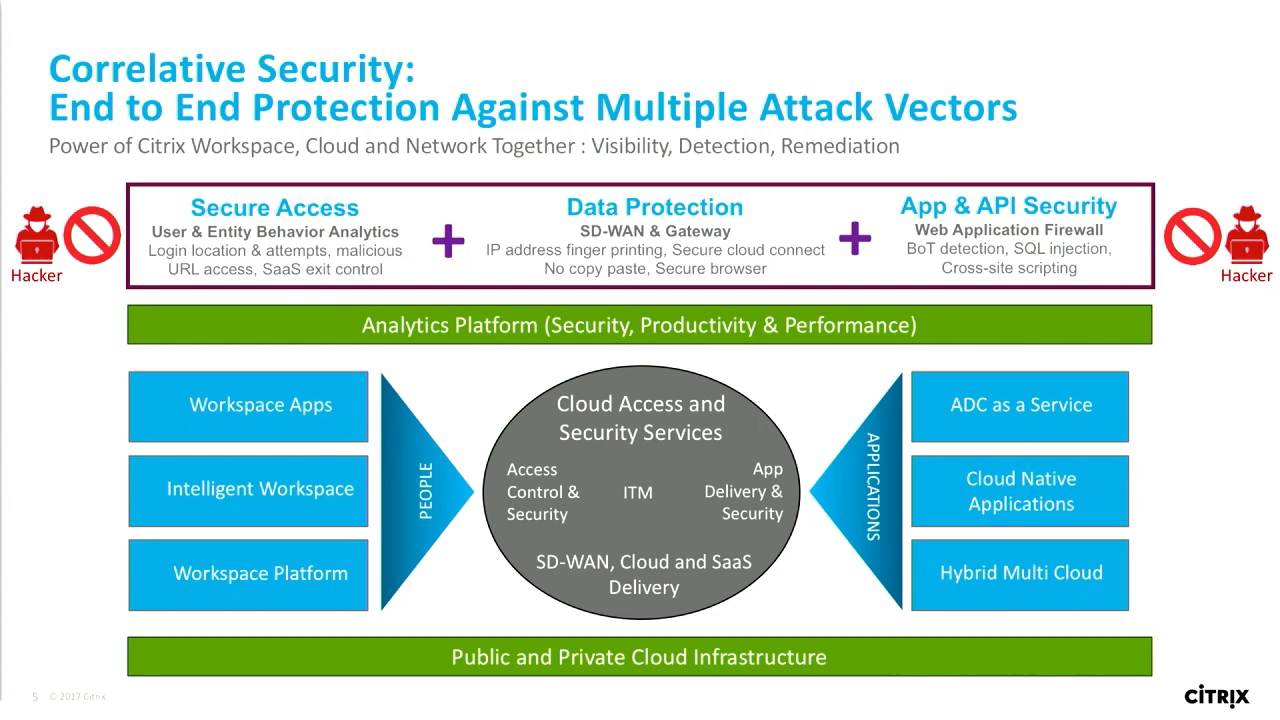 Correlative Security:
End to End Protection Against Multiple Attack Vectors
Power of Citrix Workspace, Cloud and Network Together : Visibility, Detection, Remediation
Hacker
Secure Access
User & Entity Behavior Analytics
Login location & attempts, malicious
URL access, SaaS exit control
+
Data Protection
SD-WAN & Gateway
IP address finger printing, Secure cloud connect
No copy paste, Secure browser
+
App & API Security
Web Application Firewall
BoT detection, SQL injection,
Cross-site scripting
Hacker
Analytics Platform (Security, Productivity & Performance)
Workspace Apps
Intelligent Workspace
Workspace Platform
PEOPLE
Cloud Access and
Security Services
Access
Control &
Security
ITM
App
Delivery &
Security
SD-WAN, Cloud and SaaS
Delivery
APPLICATIONS
ADC as a Service
Cloud Native
Applications
Hybrid Multi Cloud
Public and Private Cloud Infrastructure
5 © 2017 Citrix
CITRIX